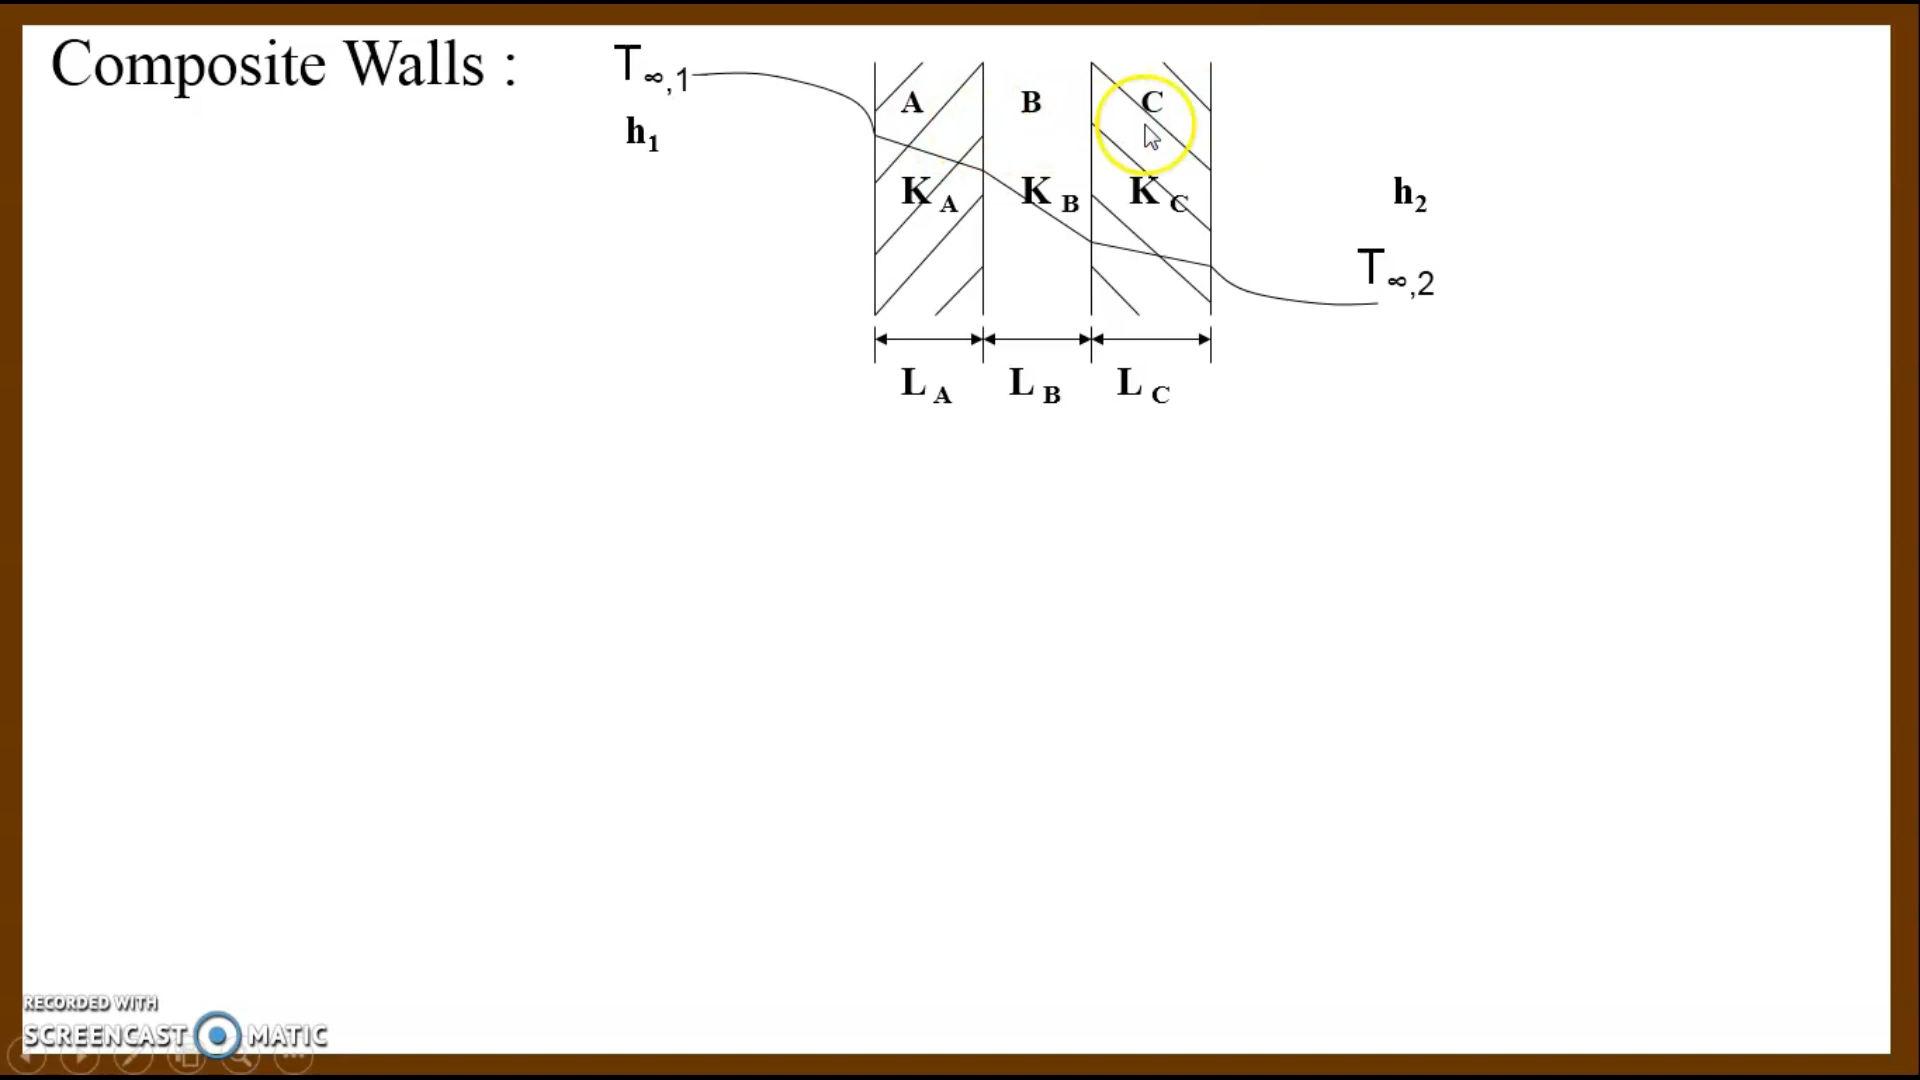 Composite Walls :
T∞,1
h1
A B C
KA KB KC
h2
T∞,2
LA LB LC
RECORDED WITH
SCREENCAST MATIC